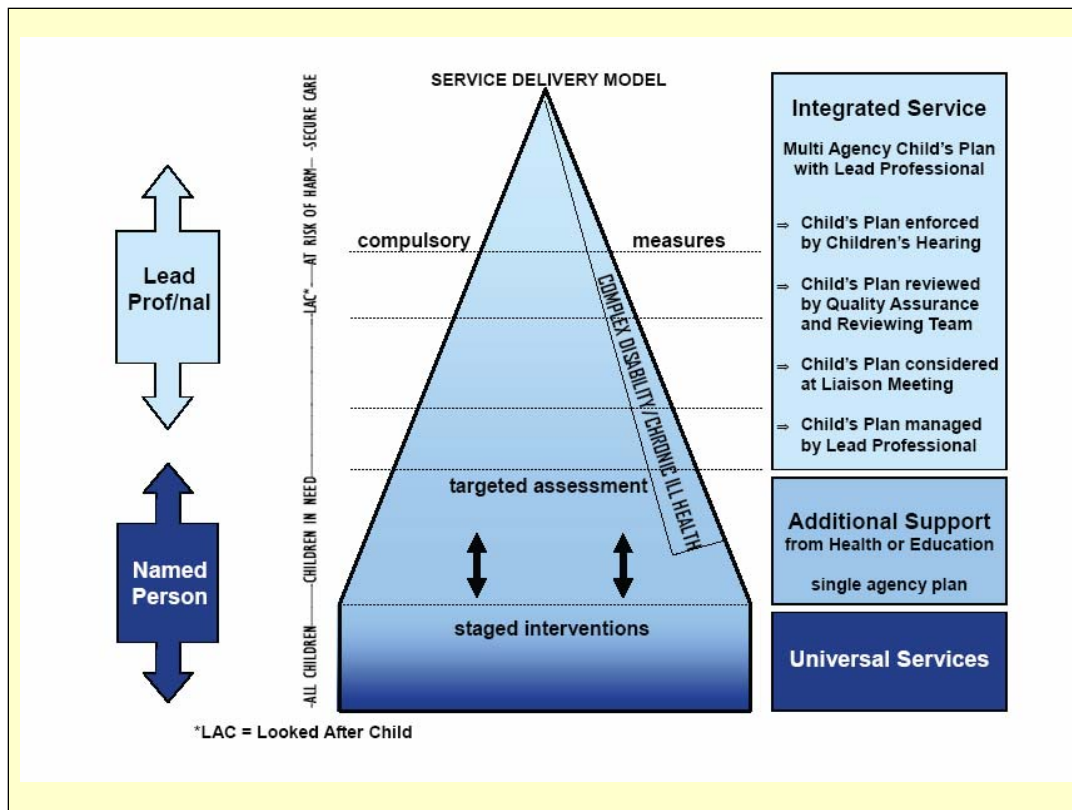 SERVICE DELIVERY MODEL
Lead
Prof/nal
Named
Person
-ALL CHILDREN—CHILDREN IN NEED—LAC*—AT RISK OF HARM—-SECURE CARE
compulsory measures
COMPLEX DISABILITY/CHRONIC ILL HEALTH
targeted assessment
staged interventions
Integrated Service
Multi Agency Child's Plan
with Lead Professional
⇒ Child's Plan enforced
by Children's Hearing
⇒ Child's Plan reviewed
by Quality Assurance
and Reviewing Team
⇒ Child's Plan considered
at Liaison Meeting
⇒ Child's Plan managed
by Lead Professional
Additional Support
from Health or Education
single agency plan
Universal Services
*LAC = Looked After Child